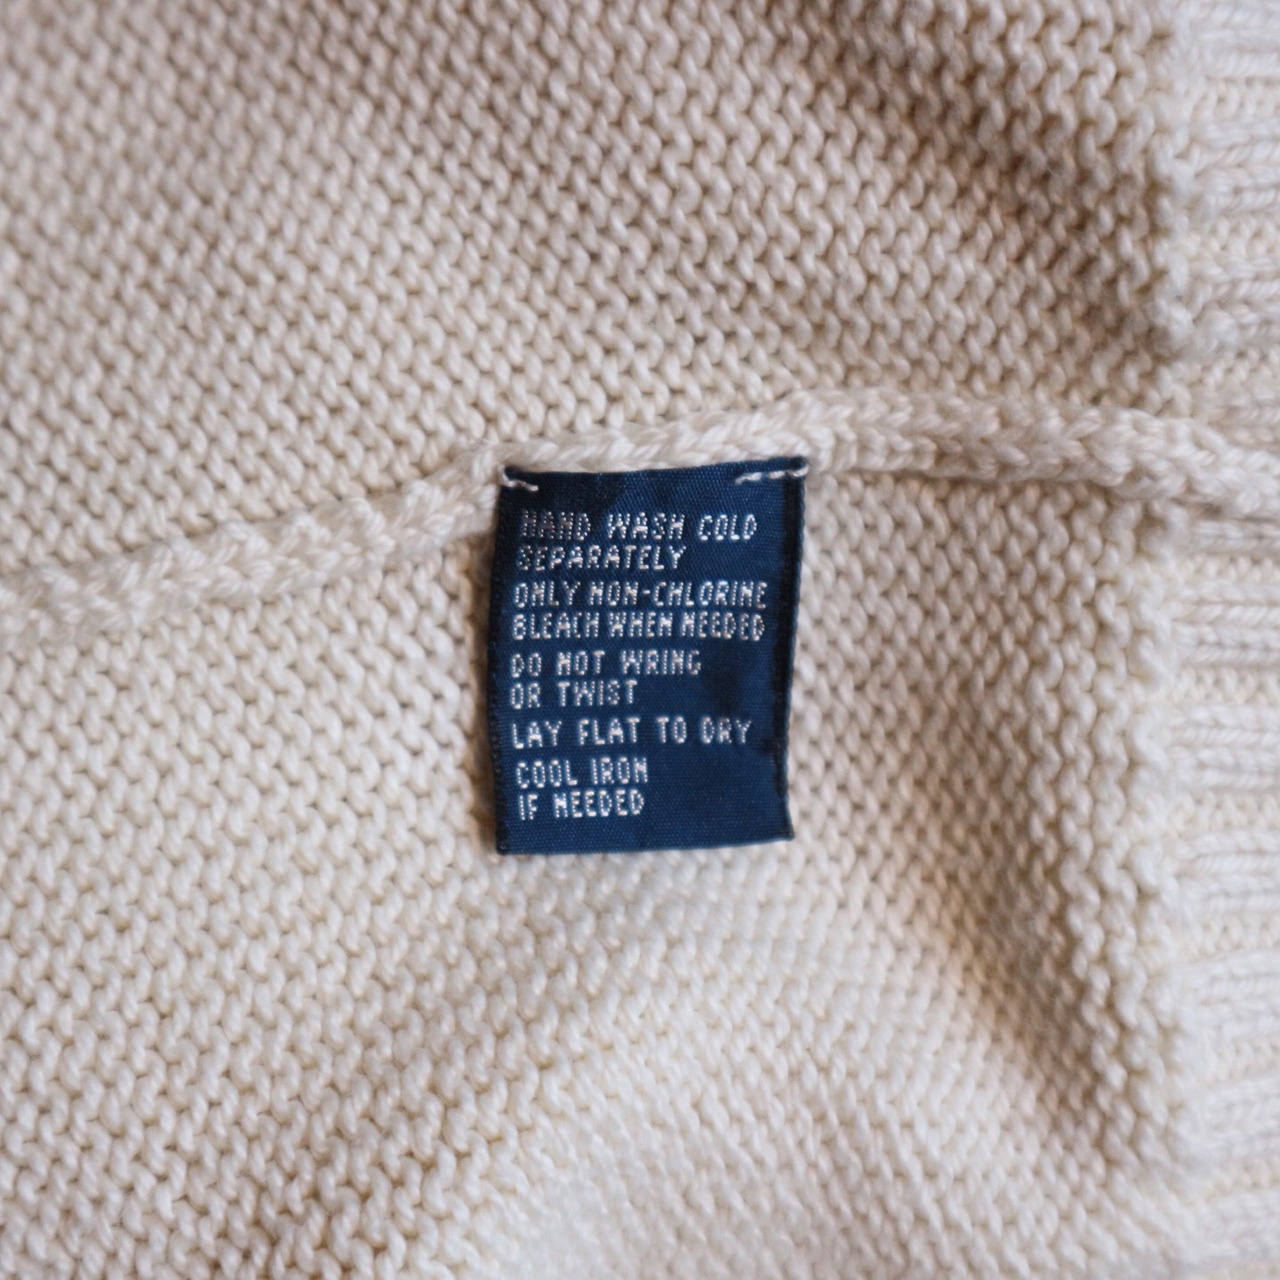 HAND WASH COLD
SEPARATELY
ONLY NON-CHLORINE
BLEACH WHEN NEEDED
DO NOT WRING
OR TWIST
LAY FLAT TO DRY
COOL IRON
IF NEEDED